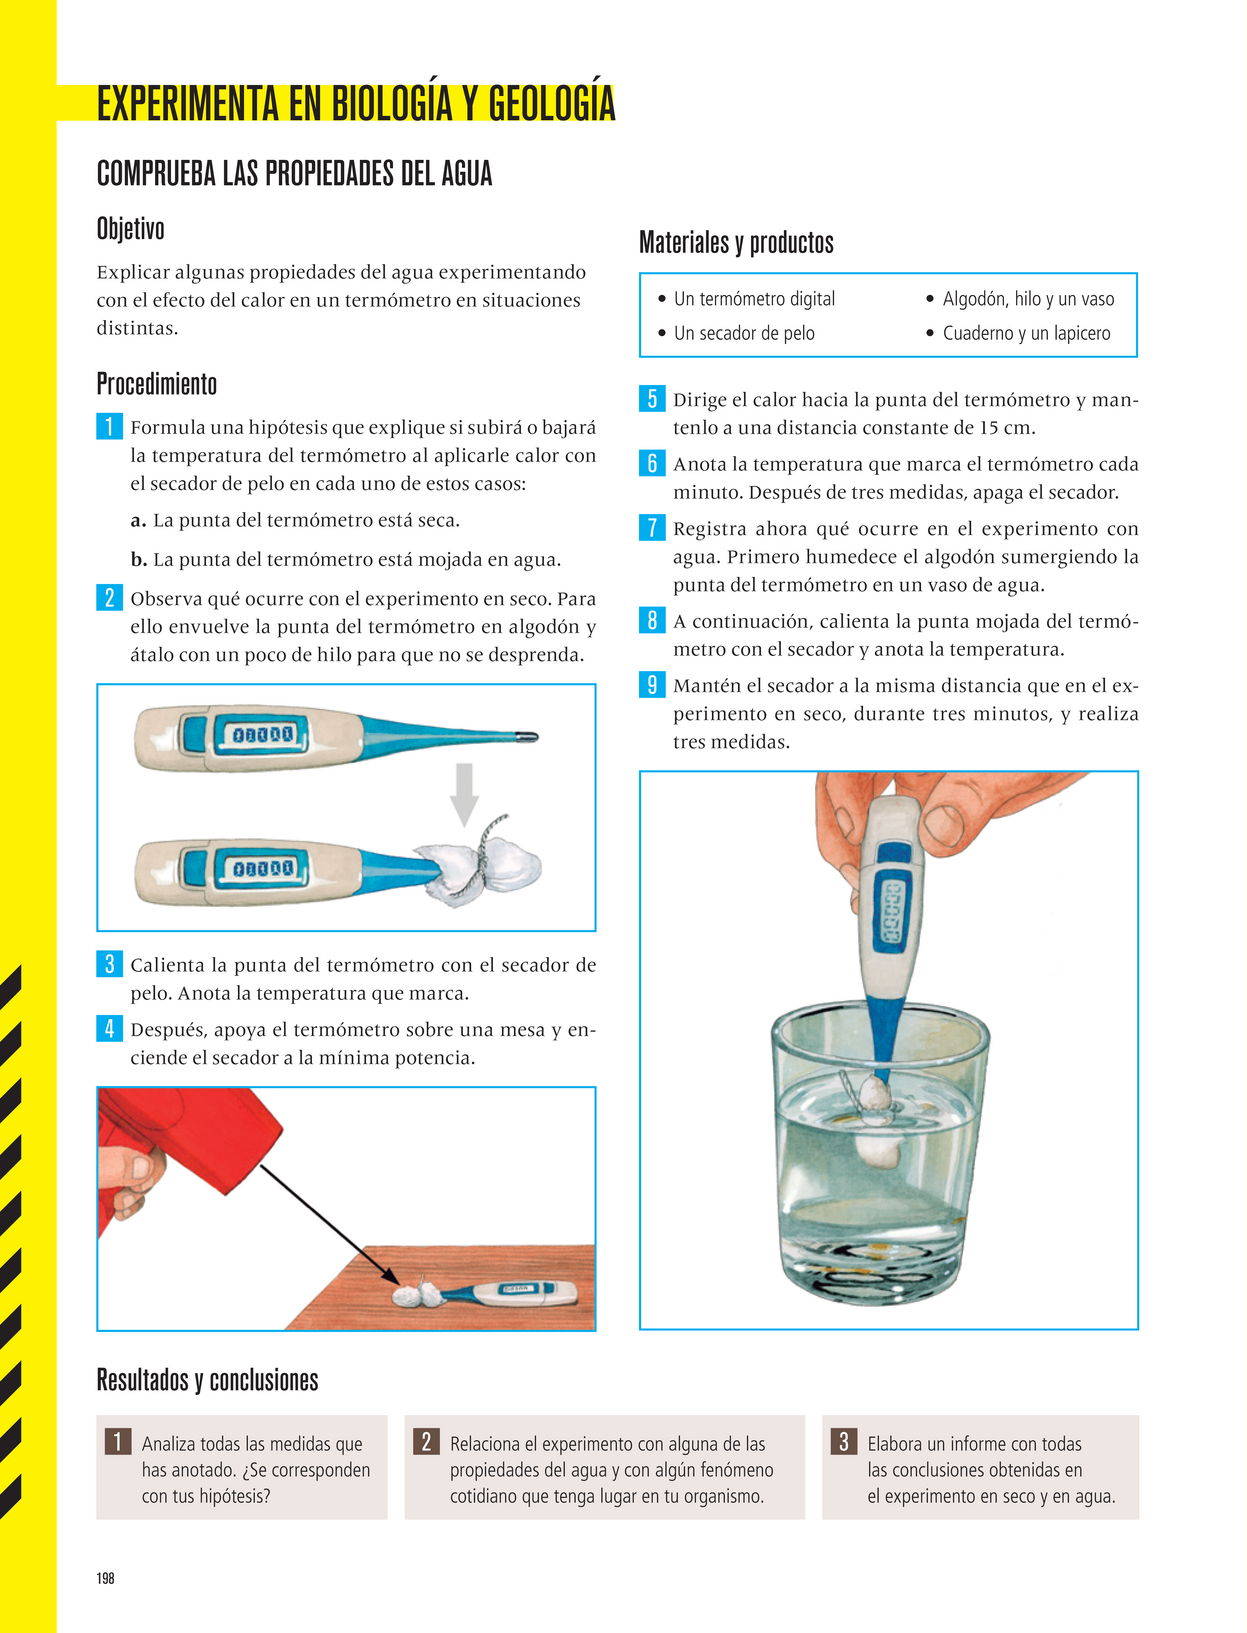 EXPERIMENTA EN BIOLOGÍA Y GEOLOGÍA
COMPRUEBA LAS PROPIEDADES DEL AGUA
Objetivo
Explicar algunas propiedades del agua experimentando
con el efecto del calor en un termómetro en situaciones
distintas.
Procedimiento
1 Formula una hipótesis que explique si subirá o bajará
la temperatura del termómetro al aplicarle calor con
el secador de pelo en cada uno de estos casos:
a. La punta del termómetro está seca.
b. La punta del termómetro está mojada en agua.
2 Observa qué ocurre con el experimento en seco. Para
ello envuelve la punta del termómetro en algodón y
átalo con un poco de hilo para que no se desprenda.
3 Calienta la punta del termómetro con el secador de
pelo. Anota la temperatura que marca.
4 Después, apoya el termómetro sobre una mesa y en-
ciende el secador a la mínima potencia.
Materiales y productos
• Un termómetro digital
• Un secador de pelo
• Algodón, hilo y un vaso
• Cuaderno y un lapicero
5 Dirige el calor hacia la punta del termómetro y man-
tenlo a una distancia constante de 15 cm.
6 Anota la temperatura que marca el termómetro cada
minuto. Después de tres medidas, apaga el secador.
7 Registra ahora qué ocurre en el experimento con
agua. Primero humedece el algodón sumergiendo la
punta del termómetro en un vaso de agua.
8 A continuación, calienta la punta mojada del termó-
metro con el secador y anota la temperatura.
9 Mantén el secador a la misma distancia que en el ex-
perimento en seco, durante tres minutos, y realiza
tres medidas.
Resultados y conclusiones
1 Analiza todas las medidas que
has anotado. ¿Se corresponden
con tus hipótesis?
2 Relaciona el experimento con alguna de las
propiedades del agua y con algún fenómeno
cotidiano que tenga lugar en tu organismo.
3 Elabora un informe con todas
las conclusiones obtenidas en
el experimento en seco y en agua.
198